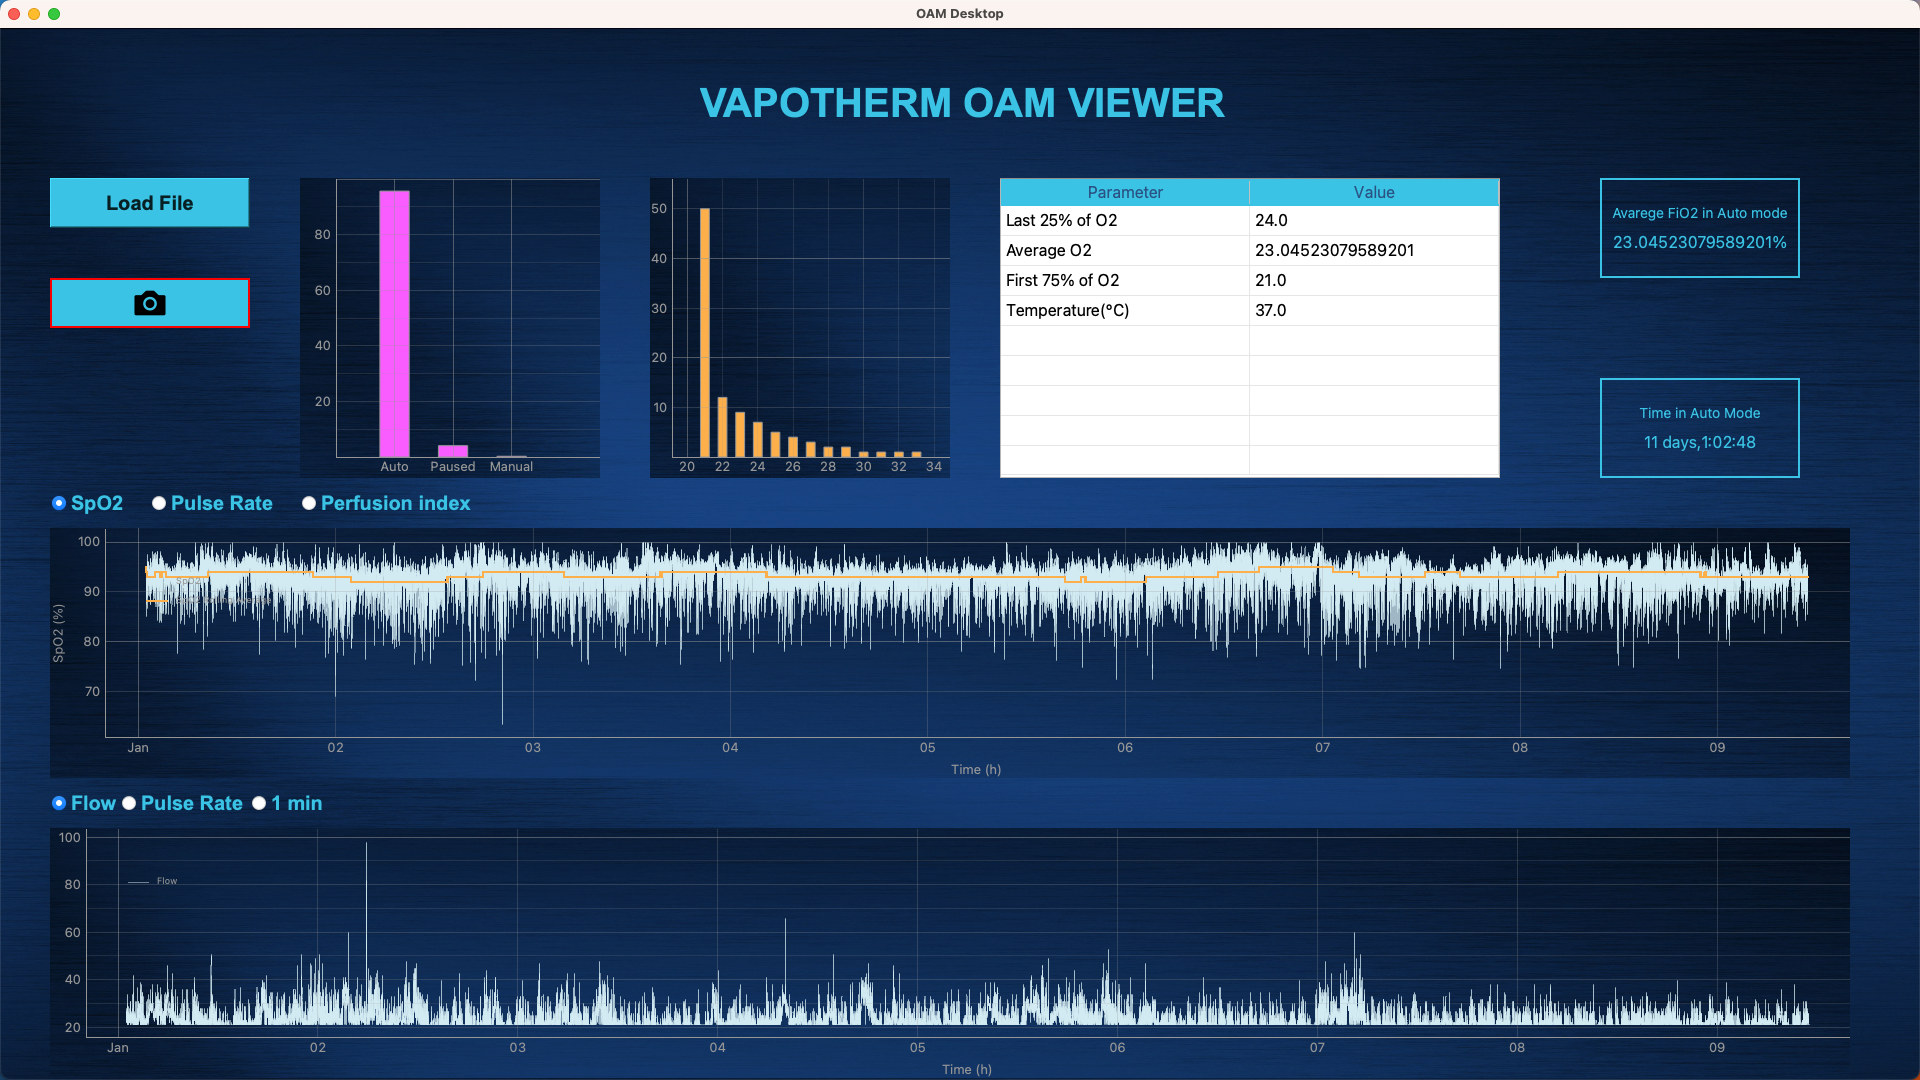 OAM Desktop
VAPOTHERM OAM VIEWER
Load File
80
60
40
20
Auto Paused Manual
50
40
30
20
10
20 22 24 26 28 30 32 34
Parameter Value
Last 25% of O2 24.0
Average O2 23.04523079589201
First 75% of O2 21.0
Temperature(°C) 37.0
Avarege FiO2 in Auto mode
23.04523079589201%
Time in Auto Mode
11 days,1:02:48
SpO2 Pulse Rate Perfusion index
100
90
80
70
SpO2 (%)
SpO2
Jan 02 03 04 05 06 07 08 09
Time (h)
Flow Pulse Rate 1 min
100
80
60
40
20
Flow
Jan 02 03 04 05 06 07 08 09
Time (h)